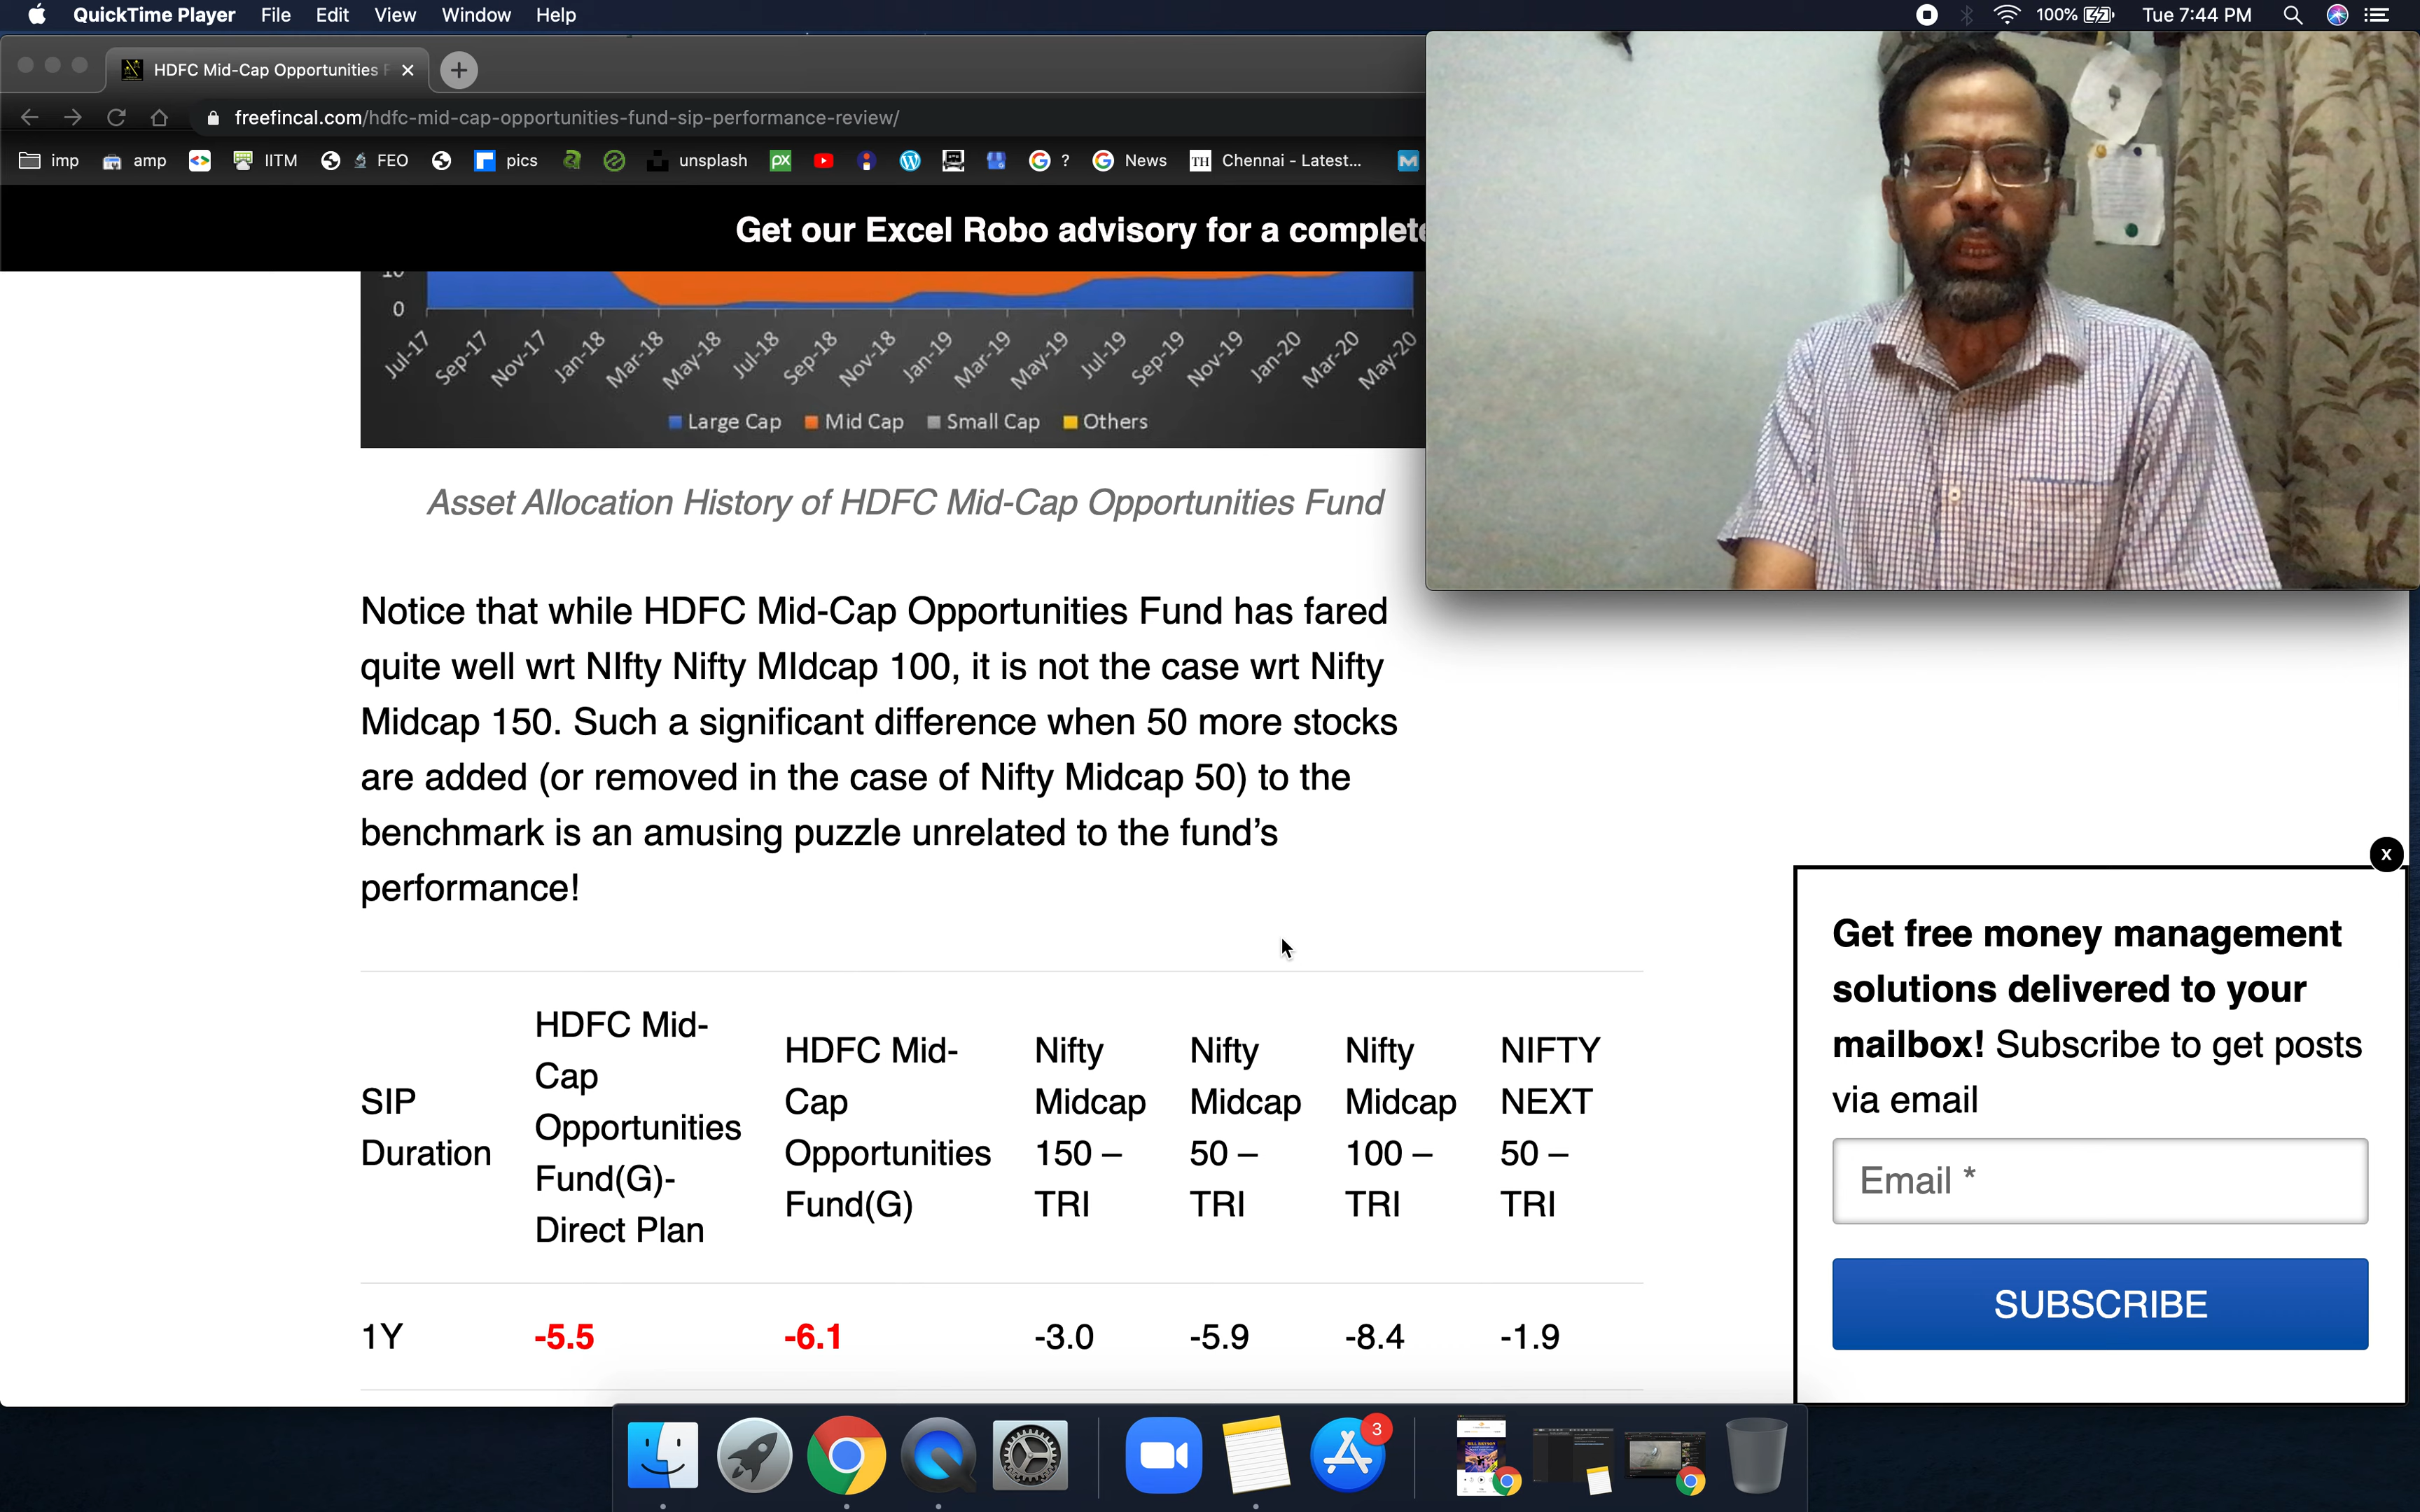 QuickTime Player File Edit View Window Help 100% Tue 7:44 PM
HDFC Mid-Cap Opportunities F
freefincal.com/hdfc-mid-cap-opportunities-fund-sip-performance-review/
imp amp IITM FEO pics unsplash PX ? News TH Chennai - Latest...
Get our Excel Robo advisory for a complete
10
0
Jul-17 Sep-17 Nov-17 Jan-18 Mar-18 May-18 Jul-18 Sep-18 Nov-18 Jan-19 Mar-19 May-19 Jul-19 Sep-19 Nov-19 Jan-20 Mar-20 May-20
Large Cap Mid Cap Small Cap Others
Asset Allocation History of HDFC Mid-Cap Opportunities Fund
Notice that while HDFC Mid-Cap Opportunities Fund has fared
quite well wrt NIfty Nifty MIdcap 100, it is not the case wrt Nifty
Midcap 150. Such a significant difference when 50 more stocks
are added (or removed in the case of Nifty Midcap 50) to the
benchmark is an amusing puzzle unrelated to the fund's
performance!
SIP
Duration
HDFC Mid-
Cap
Opportunities
Fund(G)-
Direct Plan
HDFC Mid-
Cap
Opportunities
Fund(G)
Nifty
Midcap
150 –
TRI
Nifty
Midcap
50 –
TRI
Nifty
Midcap
100 –
TRI
NIFTY
NEXT
50 –
TRI
1Y -5.5 -6.1 -3.0 -5.9 -8.4 -1.9
x
Get free money management
solutions delivered to your
mailbox! Subscribe to get posts
via email
Email *
SUBSCRIBE
3